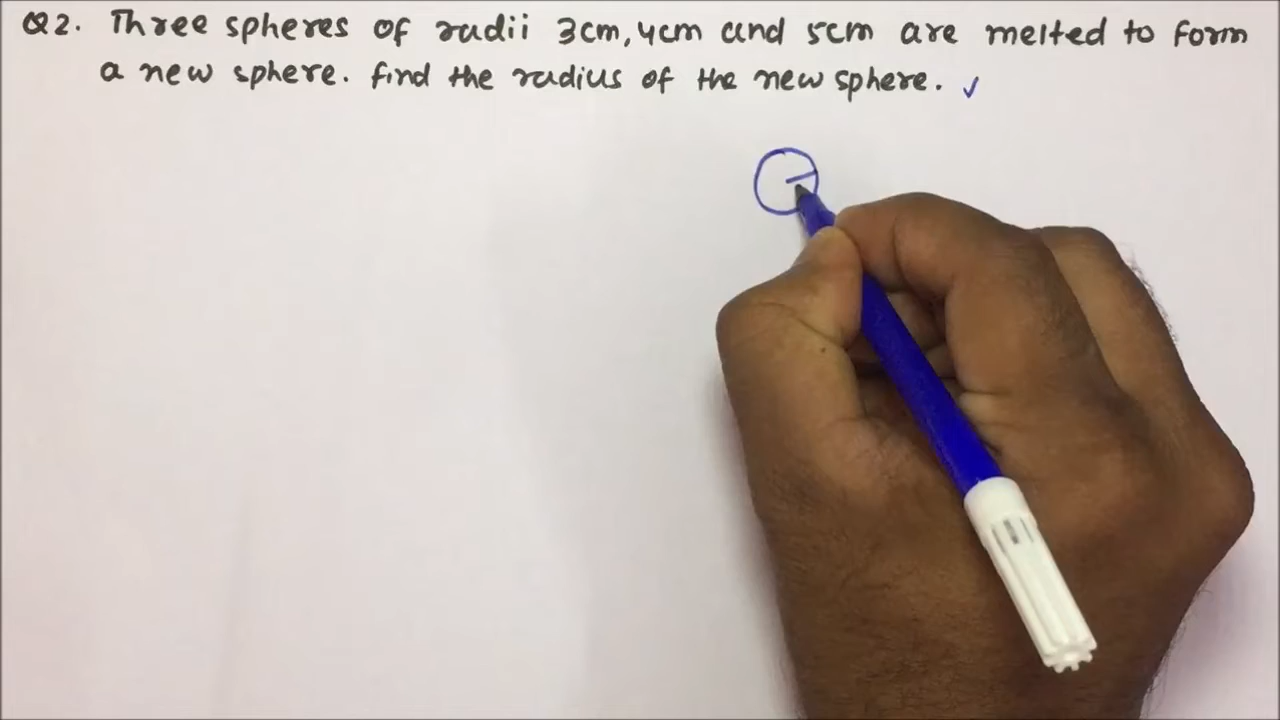 Q2. Three spheres of radii 3cm, 4cm and 5cm are melted to form
a new sphere. find the radius of the new sphere.